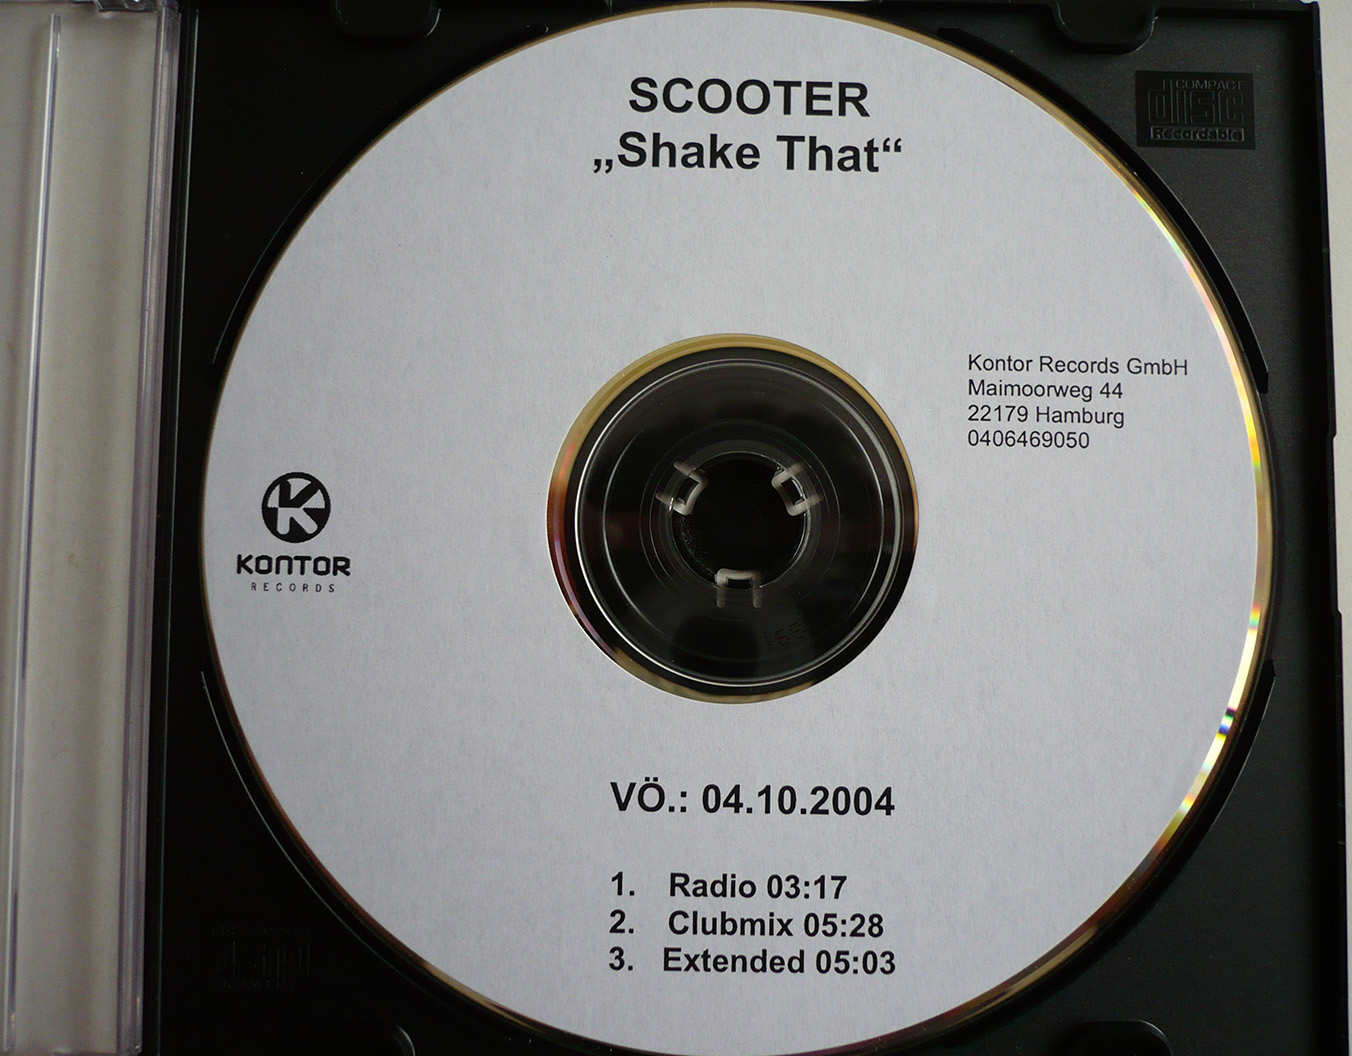 SCOOTER
„Shake That“
COMPACT
disc
Recordable
Kontor Records GmbH
Maimoorweg 44
22179 Hamburg
0406469050
K
KONTOR
RECORDS
VÖ.: 04.10.2004
1. Radio 03:17
2. Clubmix 05:28
3. Extended 05:03